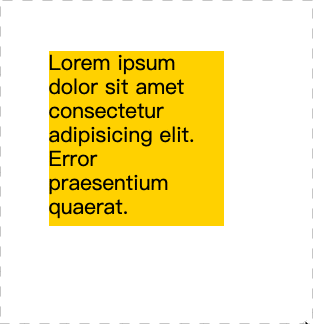 Lorem ipsum
dolor sit amet
consectetur
adipisicing elit.
Error
praesentium
quaerat.